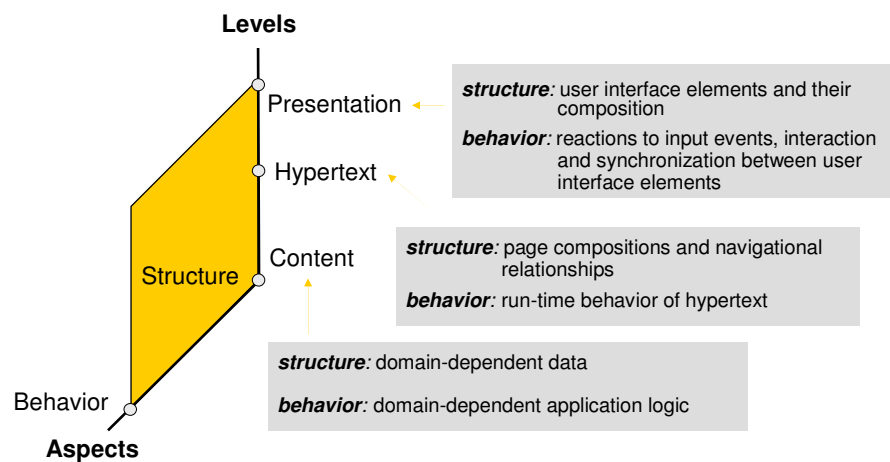 Levels
Presentation
structure: user interface elements and their
composition
behavior: reactions to input events, interaction
and synchronization between user
interface elements
Hypertext
structure: page compositions and navigational
relationships
behavior: run-time behavior of hypertext
Content
Structure
structure: domain-dependent data
behavior: domain-dependent application logic
Behavior
Aspects